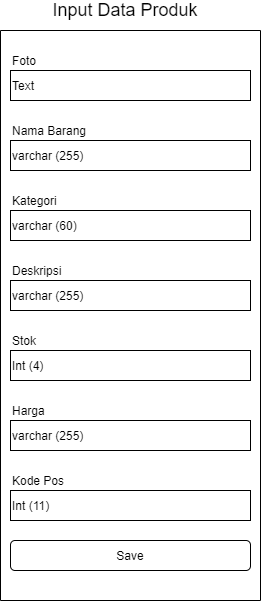 Input Data Produk
Foto
Text
Nama Barang
varchar (255)
Kategori
varchar (60)
Deskripsi
varchar (255)
Stok
Int (4)
Harga
varchar (255)
Kode Pos
Int (11)
Save